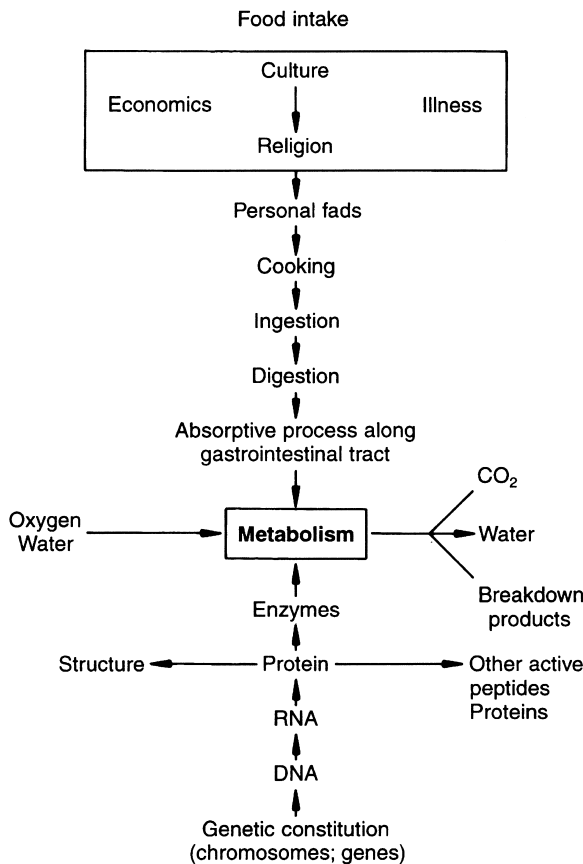 Food intake
Culture
Economics
Illness
Religion
Personal fads
Cooking
Ingestion
Digestion
Absorptive process along
gastrointestinal tract
CO₂
Oxygen
Water
Metabolism
Water
Breakdown
products
Enzymes
Structure
Protein
Other active
peptides
Proteins
RNA
DNA
Genetic constitution
(chromosomes; genes)